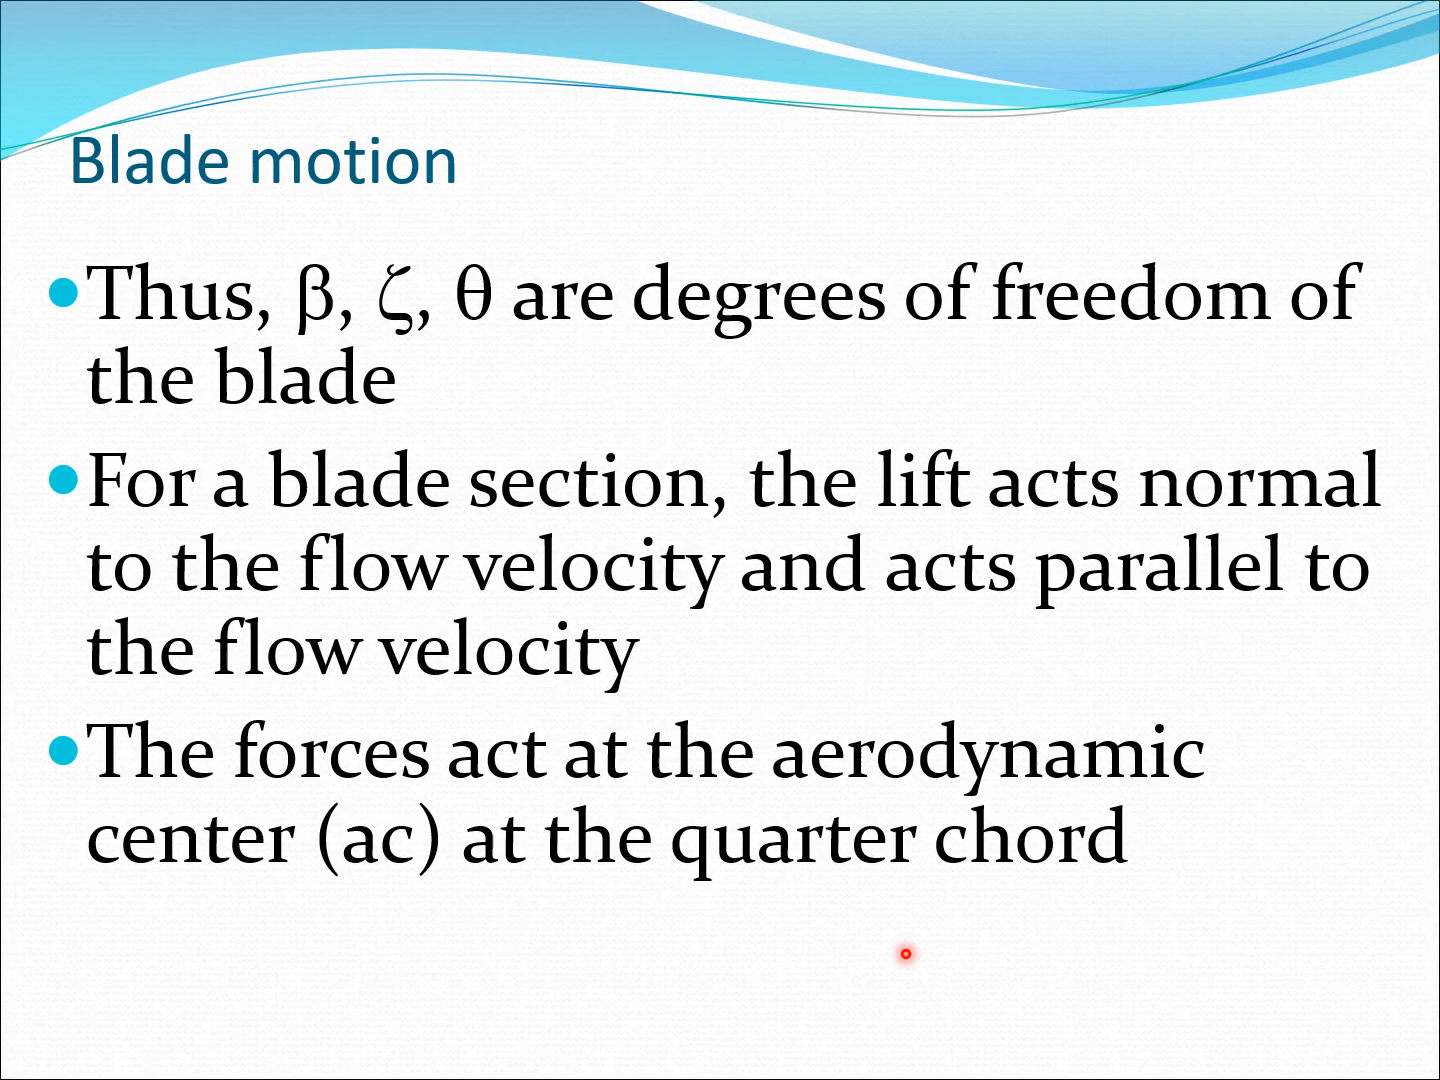 Blade motion
Thus, β, ζ, θ are degrees of freedom of
the blade
For a blade section, the lift acts normal
to the flow velocity and acts parallel to
the flow velocity
The forces act at the aerodynamic
center (ac) at the quarter chord